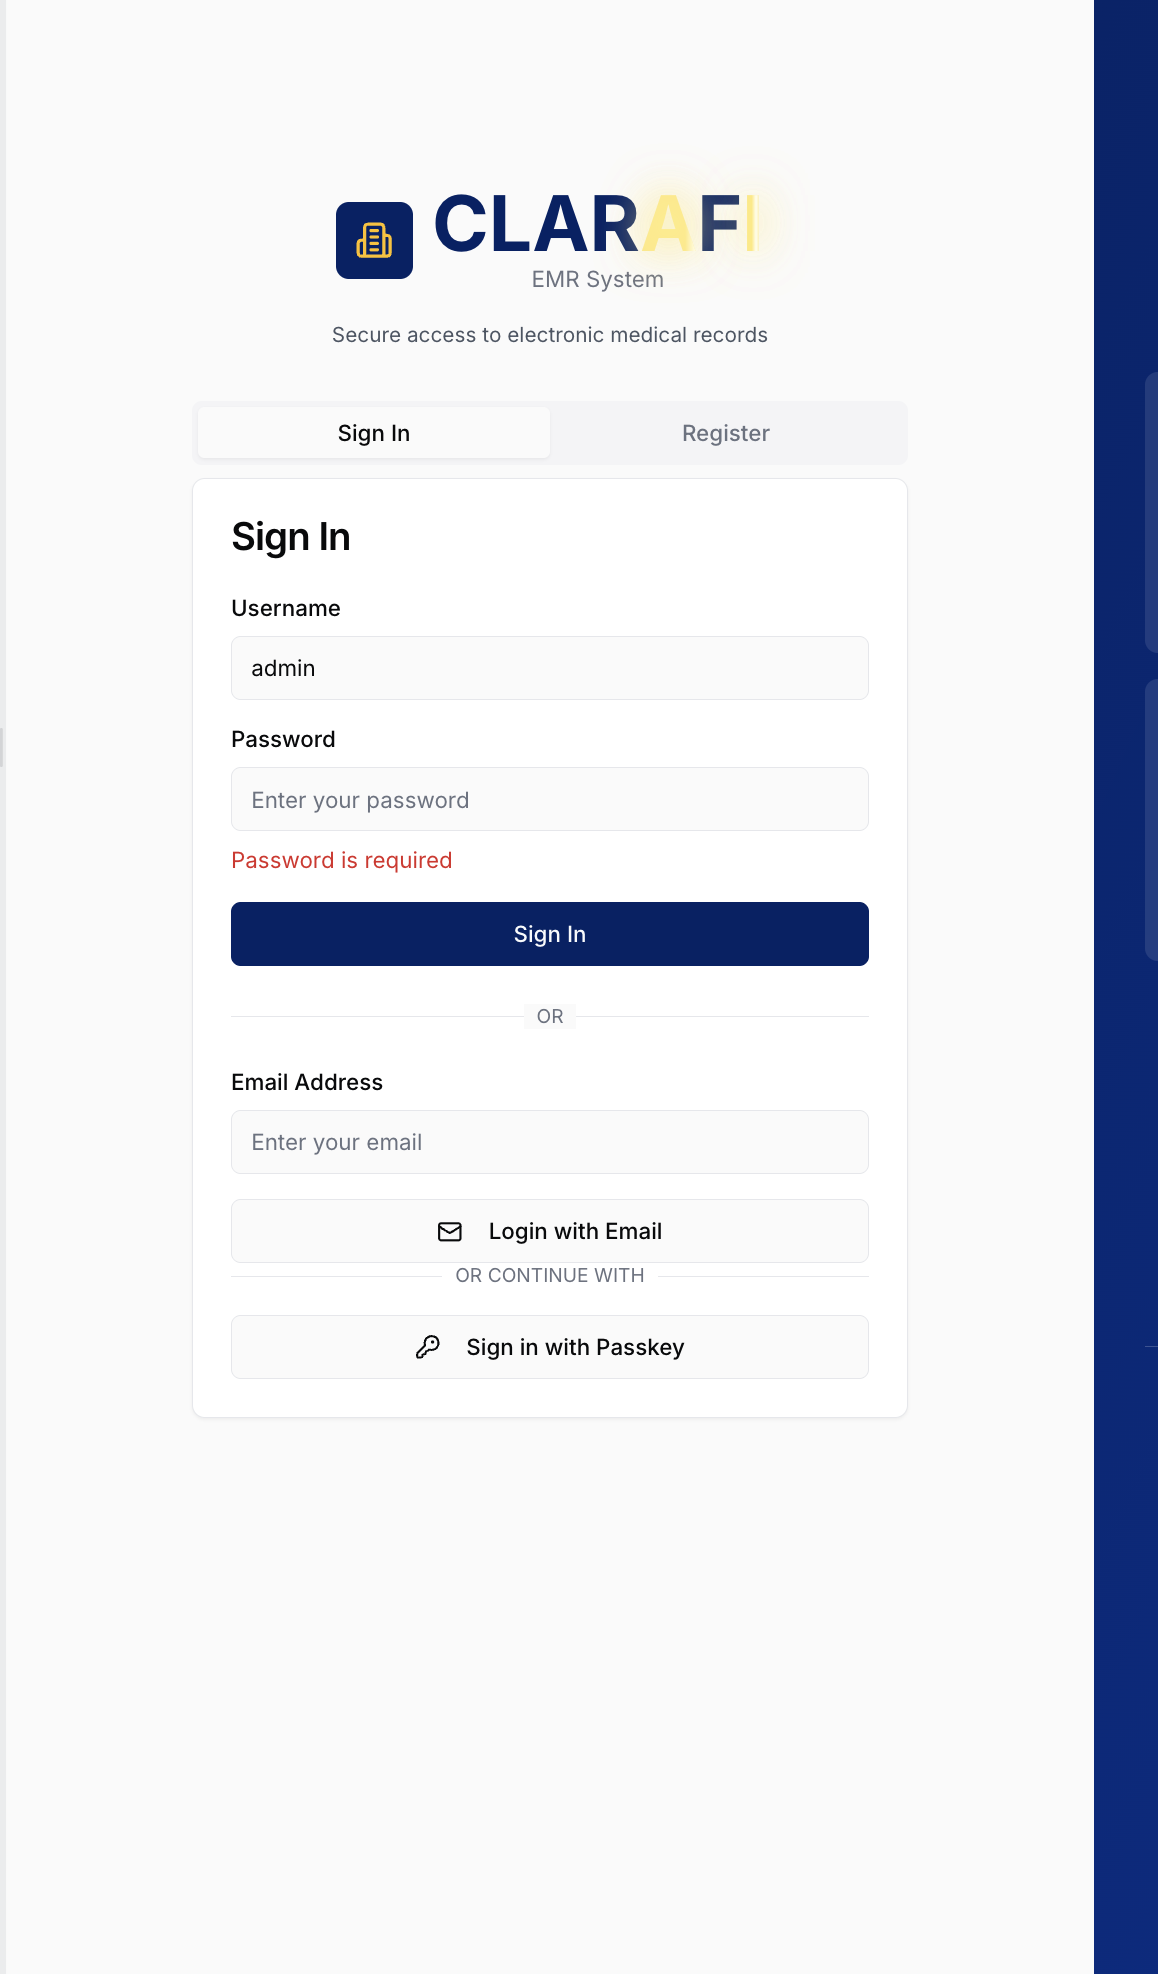 CLARAFI
EMR System
Secure access to electronic medical records
Sign In
Register
Sign In
Username
admin
Password
Enter your password
Password is required
Sign In
OR
Email Address
Enter your email
Login with Email
OR CONTINUE WITH
Sign in with Passkey